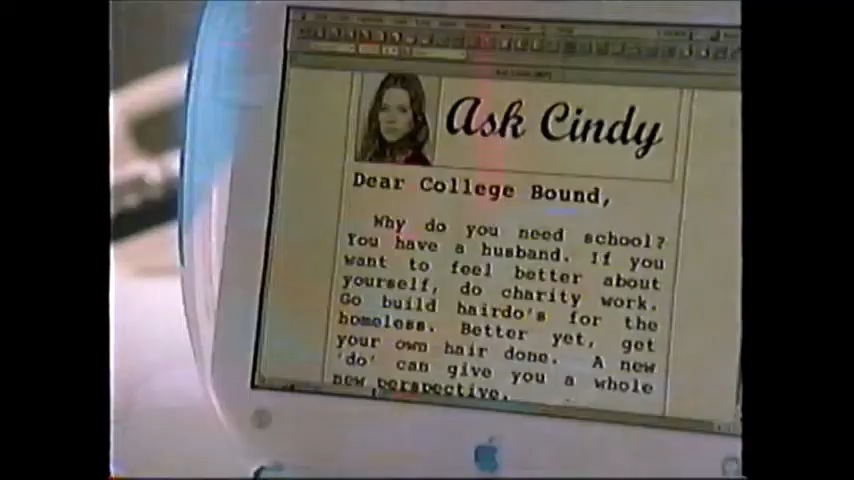 Ask Cindy
Dear College Bound,
Why do you need school?
You have a husband. If you
want to feel better about
yourself, do charity work.
Go build hairdo's for the
homeless. Better yet, get
your own hair done. A new
'do' can give you a whole
new perspective.